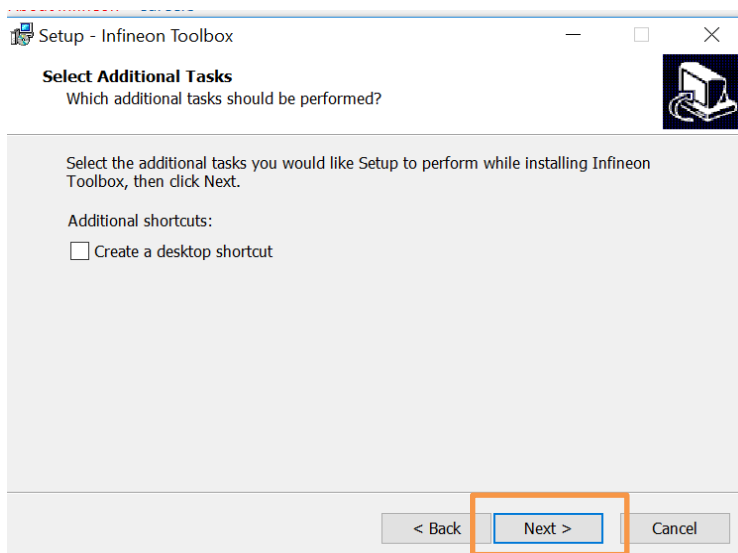 Setup - Infineon Toolbox
Select Additional Tasks
Which additional tasks should be performed?
Select the additional tasks you would like Setup to perform while installing Infineon
Toolbox, then click Next.
Additional shortcuts:
Create a desktop shortcut
< Back
Next >
Cancel